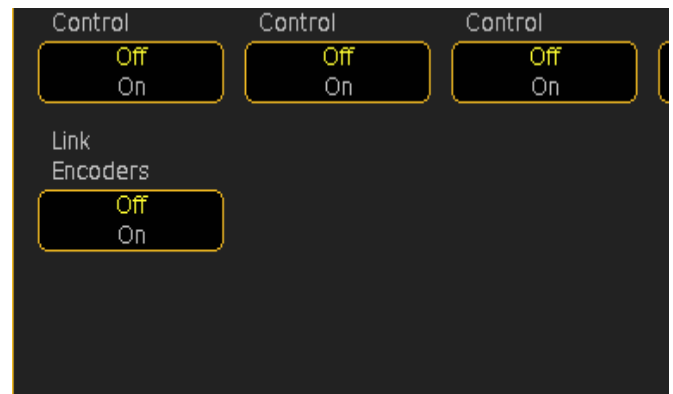 Control Control Control
Off Off Off
On On On
Link
Encoders
Off
On